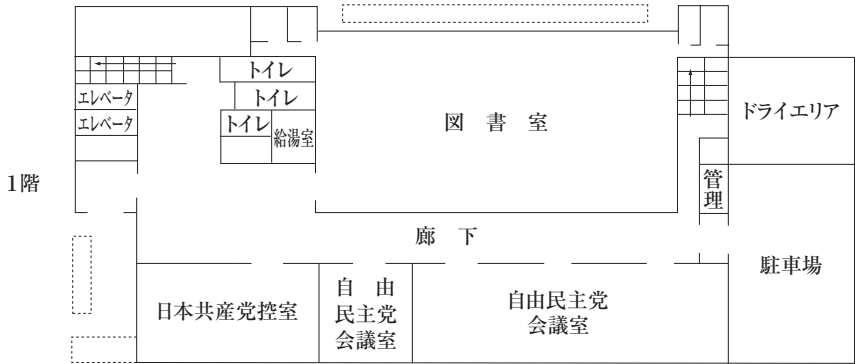 トイレ
エレベータ
トイレ
エレベータ
トイレ
給湯室
図書室
ドライエリア
1階
管理
廊下
駐車場
日本共産党控室
自由
民主党
会議室
自由民主党
会議室